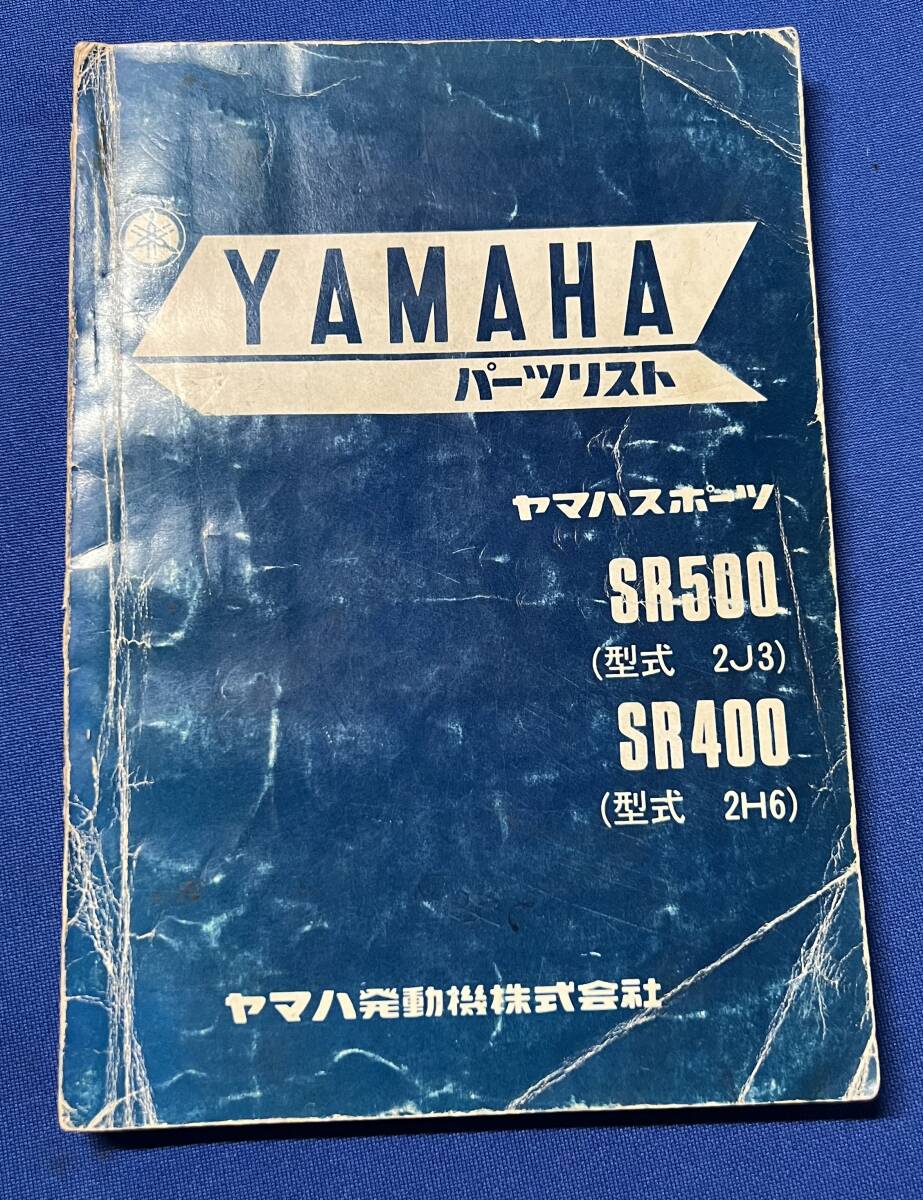 YAMAHA
パーツリスト
ヤマハスポーツ
SR500
(型式 2J3)
SR400
(型式 2H6)
ヤマハ発動機株式会社